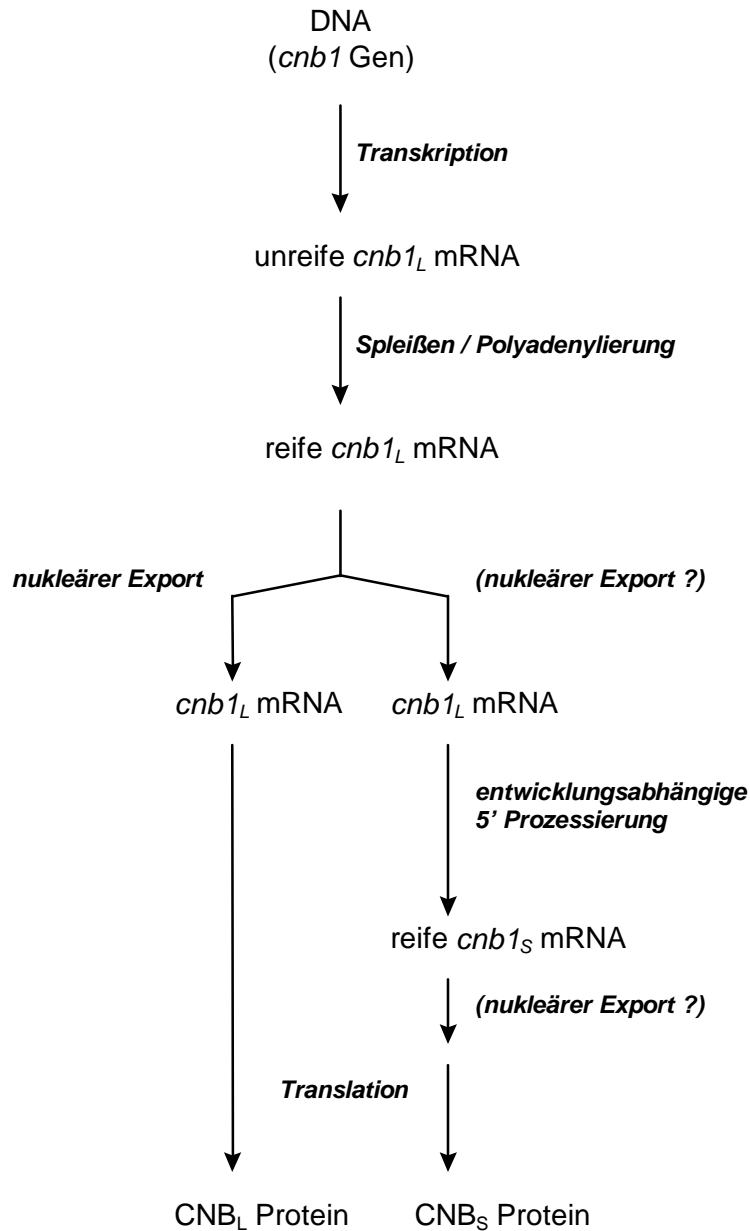 DNA
(cnb1 Gen)
Transkription
unreife cnb1L mRNA
Spleißen / Polyadenylierung
reife cnb1L mRNA
nukleärer Export (nukleärer Export ?)
cnb1L mRNA cnb1L mRNA
entwicklungsabhängige
5' Prozessierung
reife cnb1S mRNA
(nukleärer Export ?)
Translation
CNBL Protein CNBS Protein